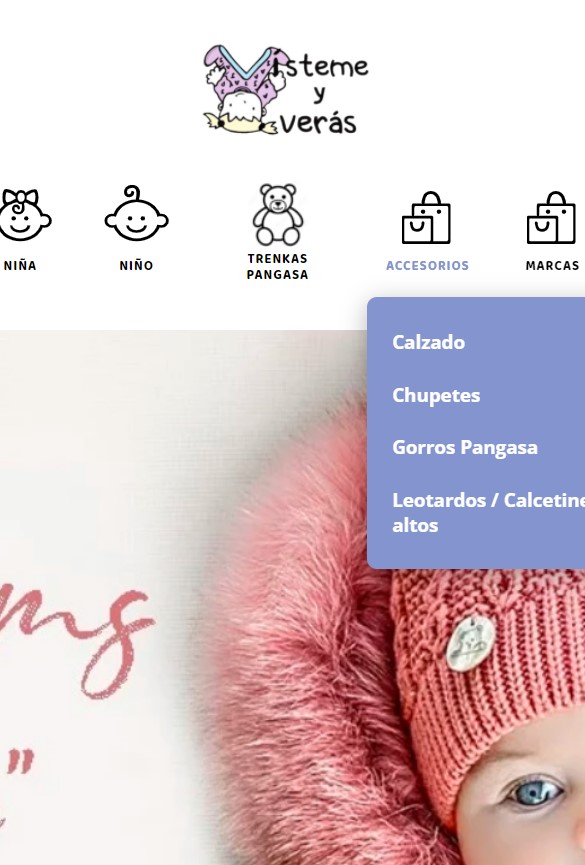 Vísteme
y
verás
NIÑA
NIÑO
TRENKAS
PANGASA
ACCESORIOS
MARCAS
Calzado
Chupetes
Gorros Pangasa
Leotardos / Calcetine
altos
ms
"